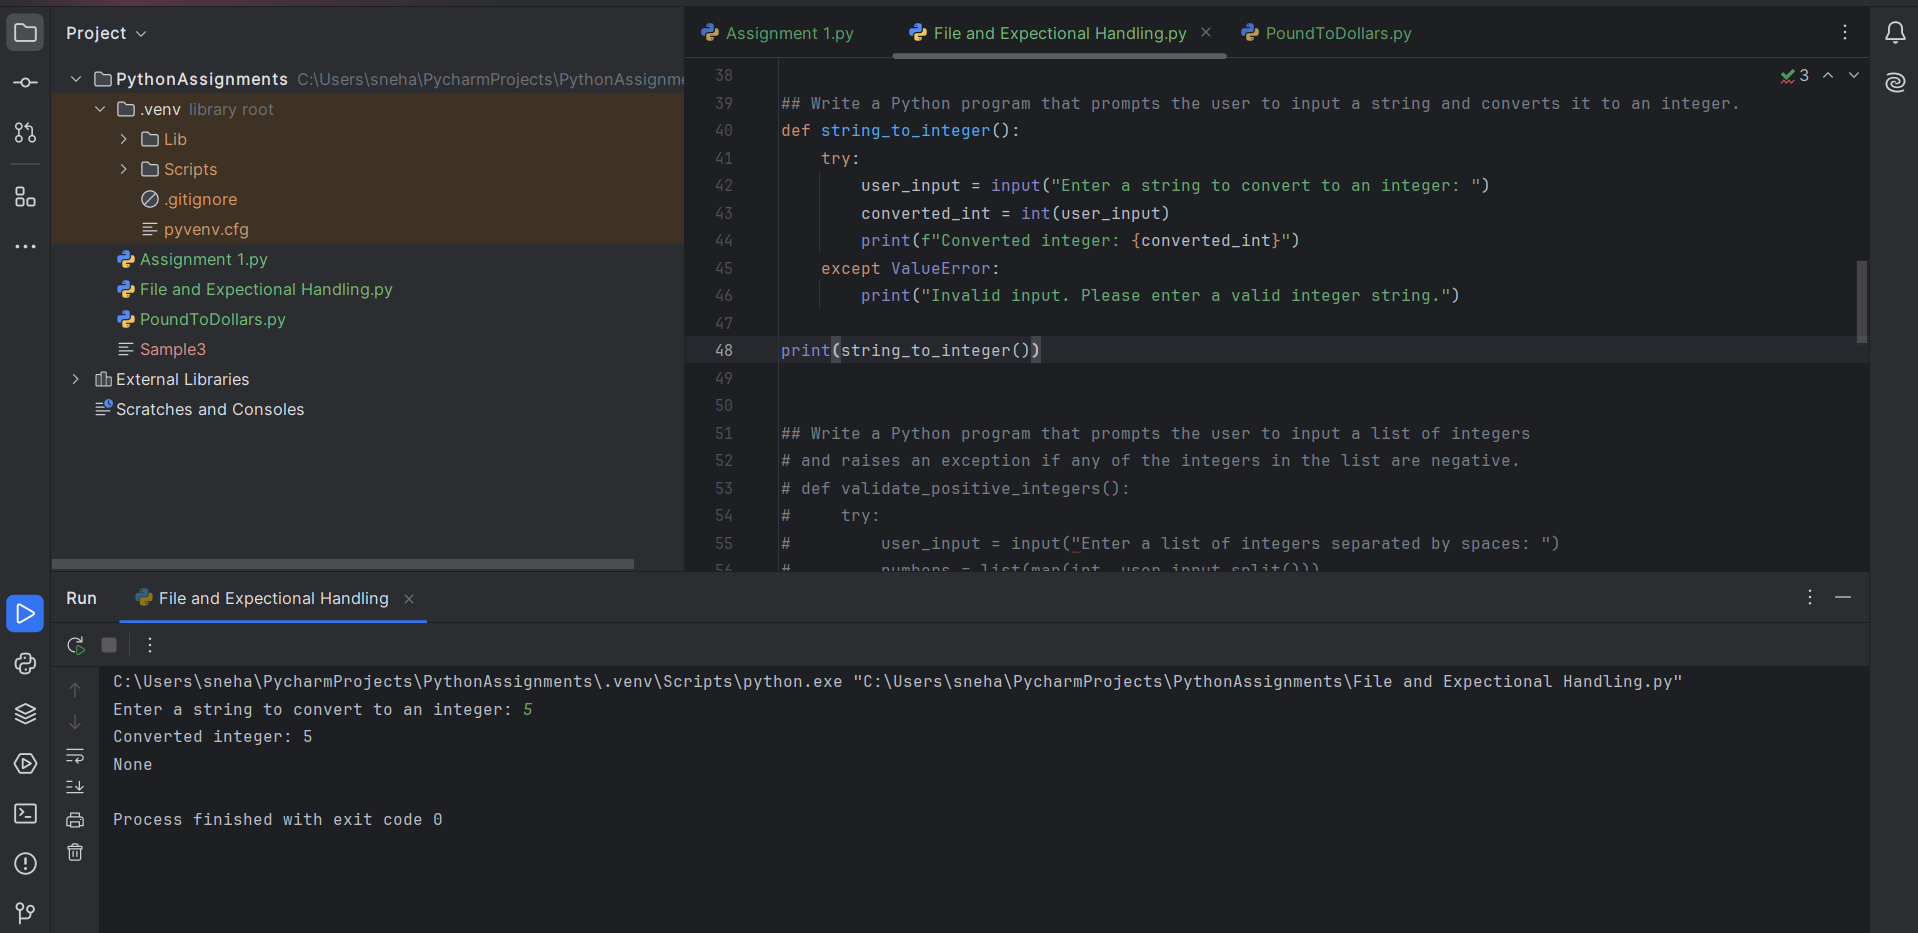 Project
PythonAssignments C:\Users\sneha\PycharmProjects\PythonAssignme
.venv library root
Lib
Scripts
.gitignore
pyvenv.cfg
Assignment 1.py
File and Expectional Handling.py
PoundToDollars.py
Sample3
External Libraries
Scratches and Consoles
Assignment 1.py File and Expectional Handling.py PoundToDollars.py
3
38
39 ## Write a Python program that prompts the user to input a string and converts it to an integer.
40 def string_to_integer():
41 try:
42 user_input = input("Enter a string to convert to an integer: ")
43 converted_int = int(user_input)
44 print(f"Converted integer: {converted_int}")
45 except ValueError:
46 print("Invalid input. Please enter a valid integer string.")
47
48 print(string_to_integer())
49
50
51 ## Write a Python program that prompts the user to input a list of integers
52 # and raises an exception if any of the integers in the list are negative.
53 # def validate_positive_integers():
54 # try:
55 # user_input = input("Enter a list of integers separated by spaces: ")
56 # numbers = list(map(int, user_input.split()))
Run File and Expectional Handling
C:\Users\sneha\PycharmProjects\PythonAssignments\.venv\Scripts\python.exe "C:\Users\sneha\PycharmProjects\PythonAssignments\File and Expectional Handling.py"
Enter a string to convert to an integer: 5
Converted integer: 5
None
Process finished with exit code 0